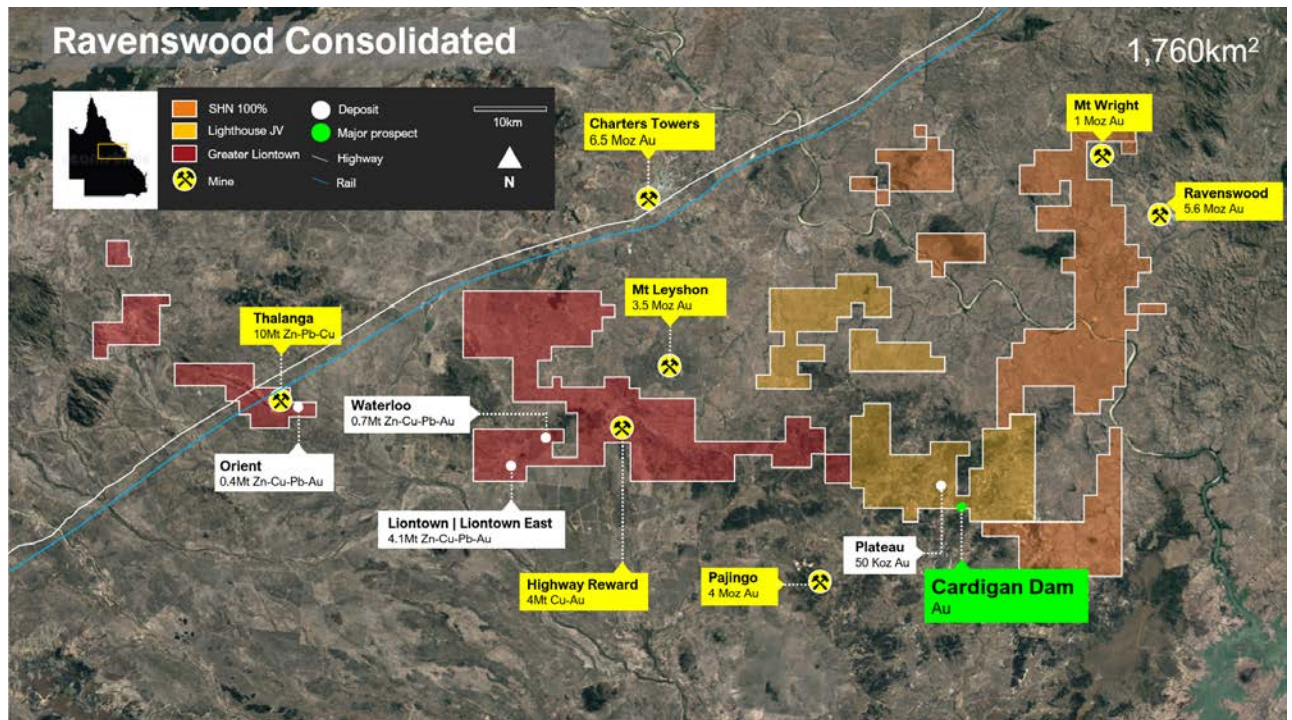 Ravenswood Consolidated
1,760km²
SHN 100%
Lighthouse JV
Greater Liontown
Mine
Deposit
Major prospect
Highway
Rail
10km
N
Charters Towers
6.5 Moz Au
Mt Wright
1 Moz Au
Ravenswood
5.6 Moz Au
Mt Leyshon
3.5 Moz Au
Thalanga
10Mt Zn-Pb-Cu
Waterloo
0.7Mt Zn-Cu-Pb-Au
Orient
0.4Mt Zn-Cu-Pb-Au
Liontown | Liontown East
4.1Mt Zn-Cu-Pb-Au
Highway Reward
4Mt Cu-Au
Pajingo
4 Moz Au
Plateau
50 Koz Au
Cardigan Dam
Au